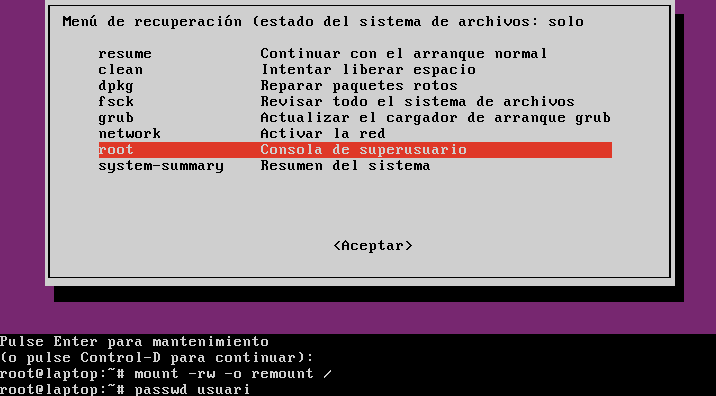 Menú de recuperación (estado del sistema de archivos: solo
resume Continuar con el arranque normal
clean Intentar liberar espacio
dpkg Reparar paquetes rotos
fsck Revisar todo el sistema de archivos
grub Actualizar el cargador de arranque grub
network Activar la red
root Consola de superusuario
system-summary Resumen del sistema
<Aceptar>
Pulse Enter para mantenimiento
(o pulse Control-D para continuar):
root@laptop:~# mount -rw -o remount /
root@laptop:~# passwd usuari